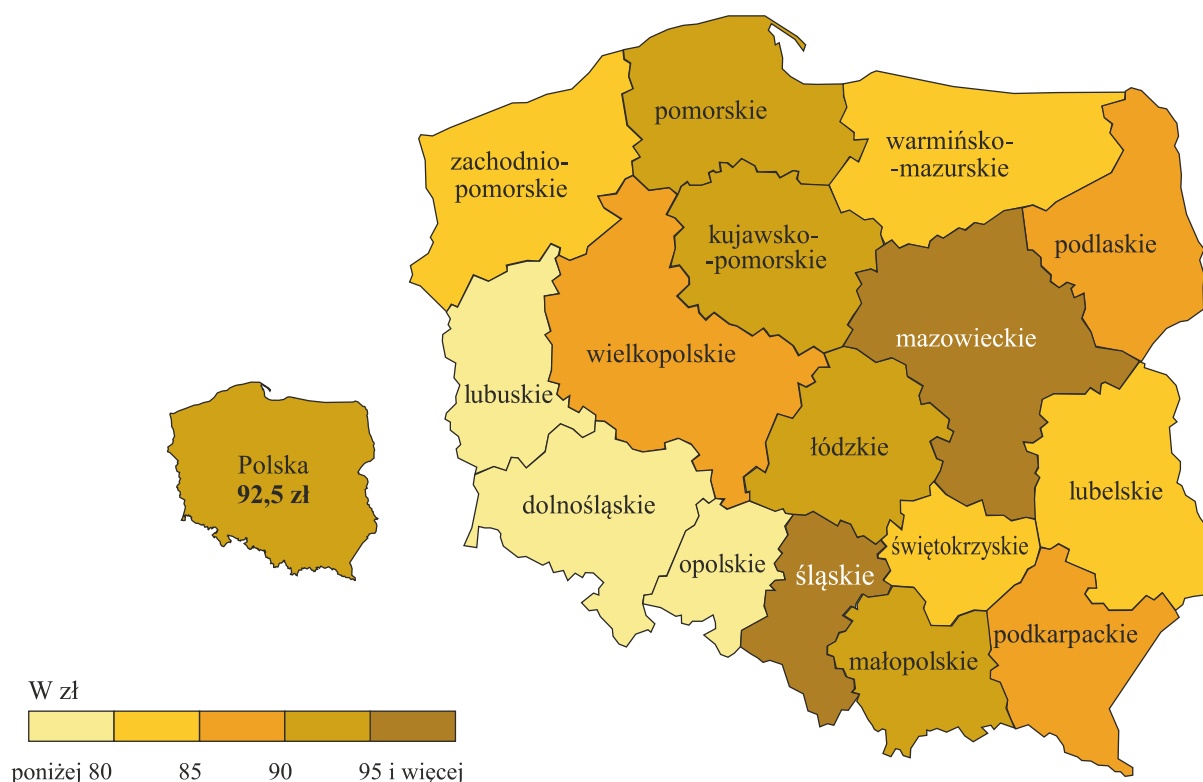 pomorskie
warmińsko-
-mazurskie
zachodnio-
pomorskie
kujawsko-
-pomorskie
podlaskie
mazowieckie
wielkopolskie
lubuskie
łódzkie
Polska
92,5 zł
lubelskie
dolnośląskie
świętokrzyskie
opolskie
śląskie
podkarpackie
małopolskie
W zł
poniżej 80 85 90 95 i więcej